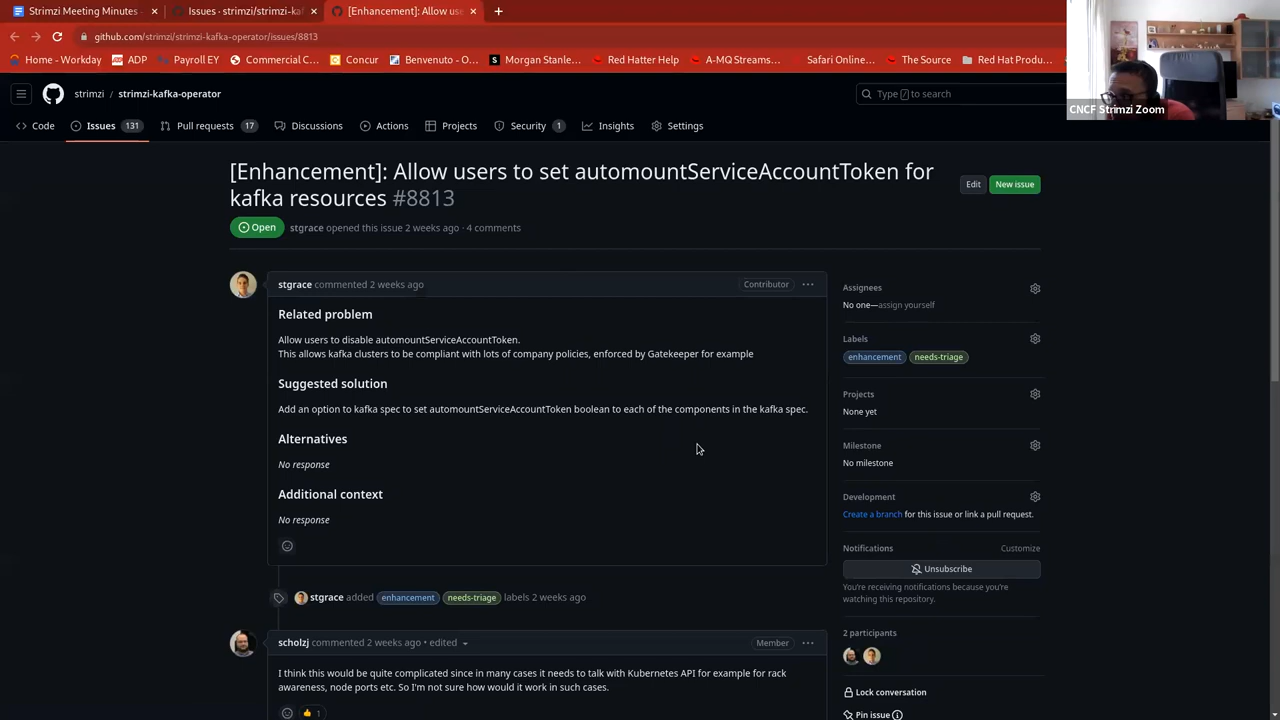 Strimzi Meeting Minutes -
Issues · strimzi/strimzi-kaf
[Enhancement]: Allow use
github.com/strimzi/strimzi-kafka-operator/issues/8813
Home - Workday
ADP
Payroll EY
Commercial C...
Concur
Benvenuto - O...
Morgan Stanle...
Red Hatter Help
A-MQ Streams...
Safari Online...
The Source
Red Hat Produ...
CNCF Strimzi Zoom
strimzi / strimzi-kafka-operator
Type / to search
Code
Issues 131
Pull requests 17
Discussions
Actions
Projects
Security 1
Insights
Settings
[Enhancement]: Allow users to set automountServiceAccountToken for
kafka resources #8813
Edit
New issue
Open
stgrace opened this issue 2 weeks ago · 4 comments
stgrace commented 2 weeks ago
Contributor
Related problem
Allow users to disable automountServiceAccountToken.
This allows kafka clusters to be compliant with lots of company policies, enforced by Gatekeeper for example
Suggested solution
Add an option to kafka spec to set automountServiceAccountToken boolean to each of the components in the kafka spec.
Alternatives
No response
Additional context
No response
stgrace added enhancement needs-triage labels 2 weeks ago
scholzj commented 2 weeks ago • edited
Member
I think this would be quite complicated since in many cases it needs to talk with Kubernetes API for example for rack
awareness, node ports etc. So I'm not sure how would it work in such cases.
1
Assignees
No one—assign yourself
Labels
enhancement
needs-triage
Projects
None yet
Milestone
No milestone
Development
Create a branch for this issue or link a pull request.
Notifications
Customize
Unsubscribe
You're receiving notifications because you're
watching this repository.
2 participants
Lock conversation
Pin issue